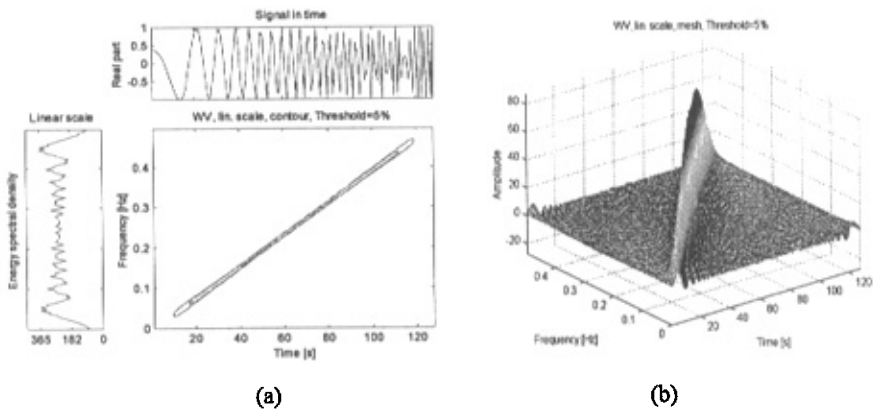 Signal in time
Real part
1
0.5
0
-0.5
Linear scale
WV, lin. scale, contour, Threshold=5%
Energy spectral density
365 182 0
Frequency [Hz]
0.4
0.3
0.2
0.1
0
20 40 60 80 100 120
Time [s]
(a)
WV, lin. scale, mesh, Threshold=5%
Amplitude
80
60
40
20
0
-20
0.4
0.3
0.2
0.1
0
Frequency [Hz]
20
40
60
80
100
120
Time [s]
(b)